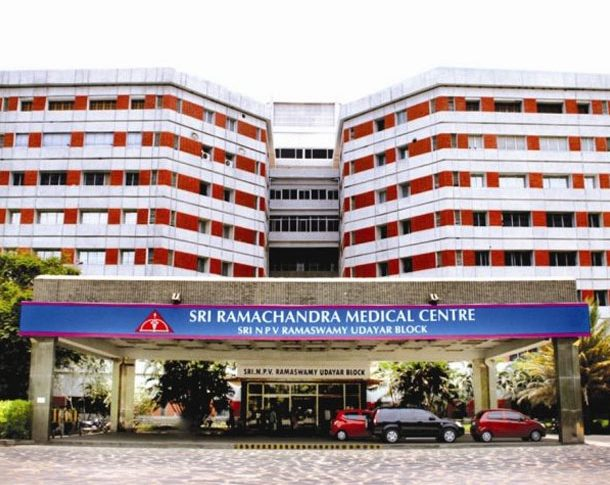 SRI RAMACHANDRA MEDICAL CENTRE
SRI N P V RAMASWAMY UDAYAR BLOCK
SRI.N.P.V. RAMASWAMY UDAYAR BLOCK